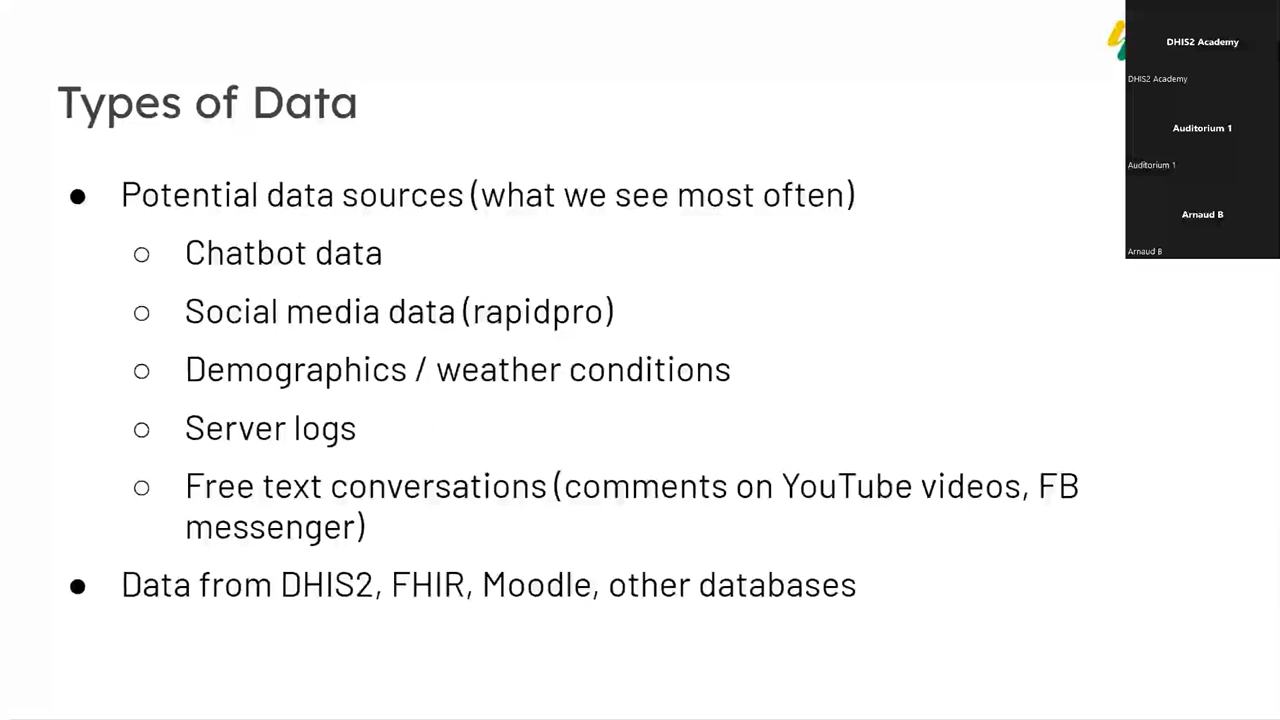 Types of Data
● Potential data sources (what we see most often)
○ Chatbot data
○ Social media data (rapidpro)
○ Demographics / weather conditions
○ Server logs
○ Free text conversations (comments on YouTube videos, FB
messenger)
● Data from DHIS2, FHIR, Moodle, other databases
DHIS2 Academy
DHIS2 Academy
Auditorium 1
Auditorium 1
Arnaud B
Arnaud B